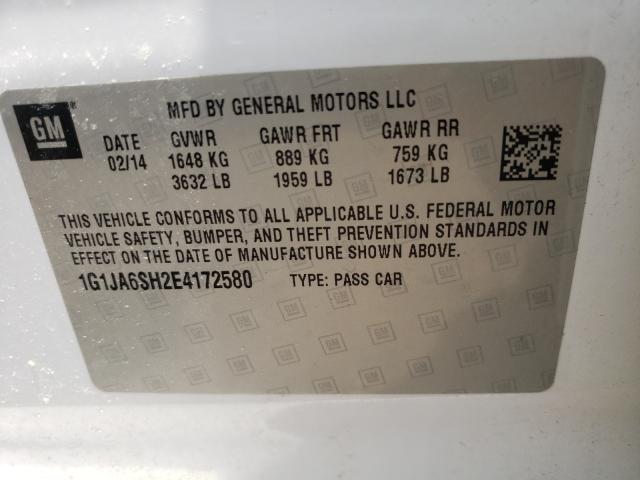 MFD BY GENERAL MOTORS LLC
GM
DATE GVWR GAWR FRT GAWR RR
02/14 1648 KG 889 KG 759 KG
3632 LB 1959 LB 1673 LB
THIS VEHICLE CONFORMS TO ALL APPLICABLE U.S. FEDERAL MOTOR
VEHICLE SAFETY, BUMPER, AND THEFT PREVENTION STANDARDS IN
EFFECT ON THE DATE OF MANUFACTURE SHOWN ABOVE.
1G1JA6SH2E4172580 TYPE: PASS CAR